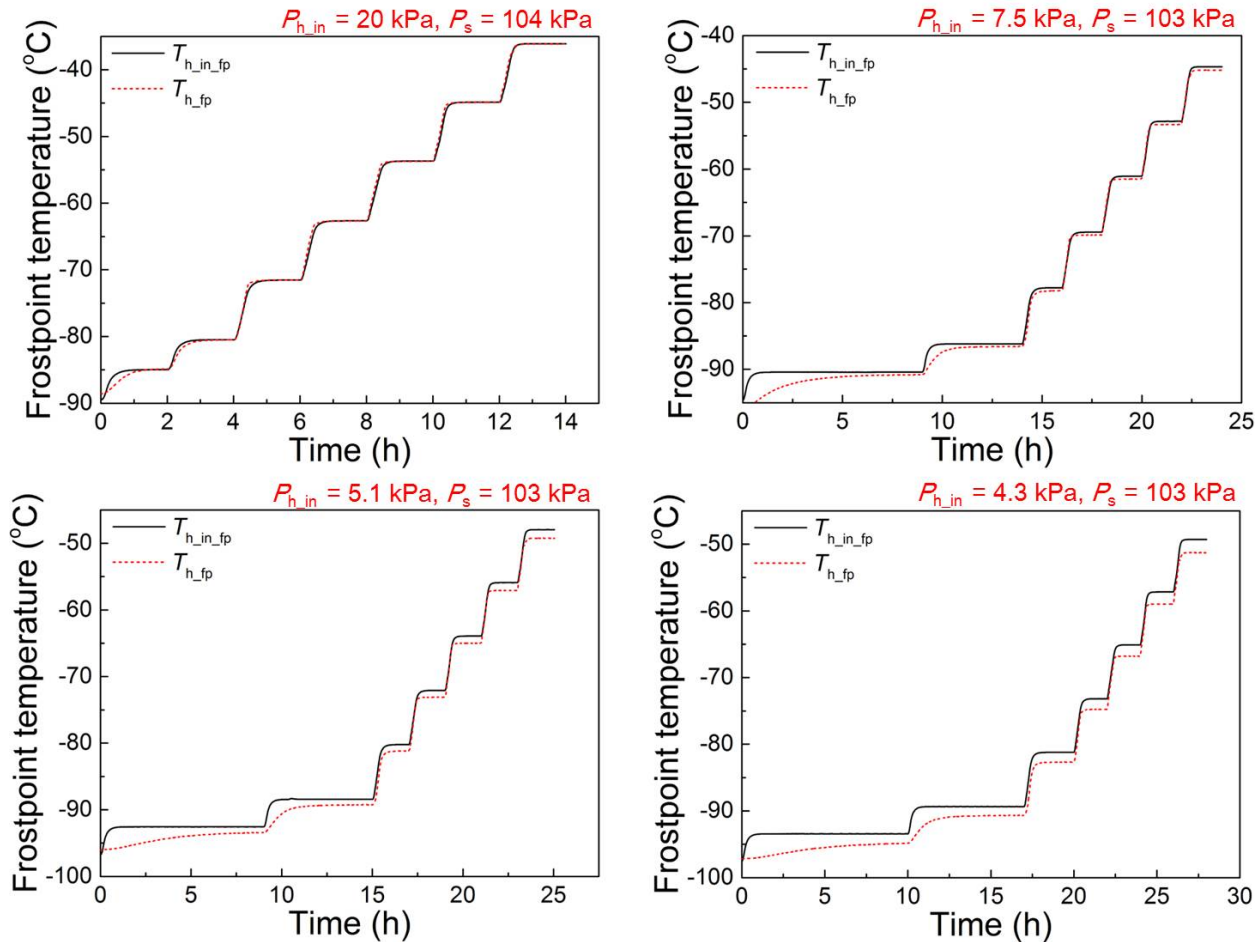 P_h_in = 20 kPa, P_s = 104 kPa
T_h_in_fp
T_h_fp
Frostpoint temperature (°C)
-40
-50
-60
-70
-80
-90
0 2 4 6 8 10 12 14
Time (h)
P_h_in = 7.5 kPa, P_s = 103 kPa
T_h_in_fp
T_h_fp
Frostpoint temperature (°C)
-40
-50
-60
-70
-80
-90
0 5 10 15 20 25
Time (h)
P_h_in = 5.1 kPa, P_s = 103 kPa
T_h_in_fp
T_h_fp
Frostpoint temperature (°C)
-50
-60
-70
-80
-90
-100
0 5 10 15 20 25
Time (h)
P_h_in = 4.3 kPa, P_s = 103 kPa
T_h_in_fp
T_h_fp
Frostpoint temperature (°C)
-50
-60
-70
-80
-90
-100
0 5 10 15 20 25 30
Time (h)